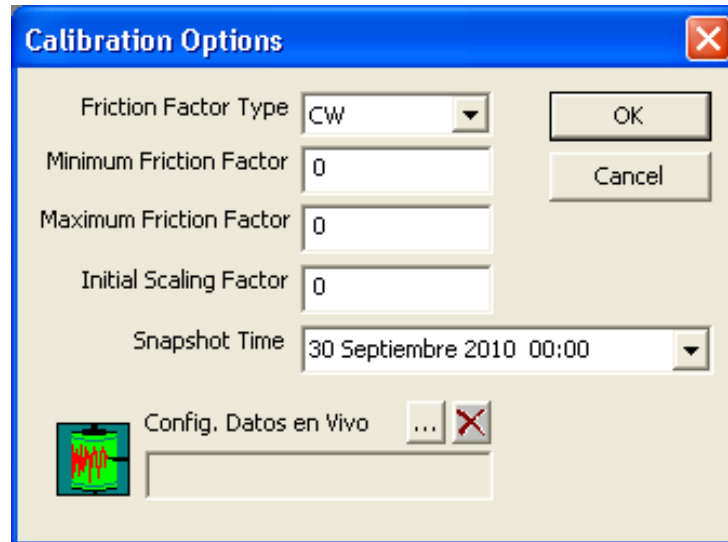 Calibration Options
Friction Factor Type CW
OK
Minimum Friction Factor 0
Cancel
Maximum Friction Factor 0
Initial Scaling Factor 0
Snapshot Time 30 Septiembre 2010 00:00
Config. Datos en Vivo ...